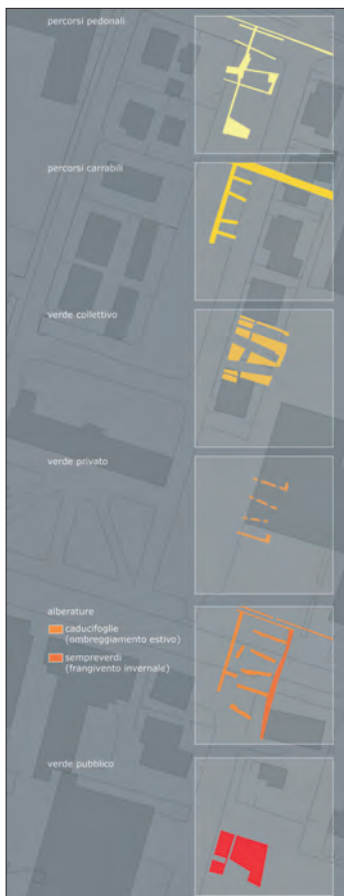 percorsi pedonali
percorsi carrabili
verde collettivo
verde privato
alberature
caducifoglie
(ombreggiamento estivo)
sempreverdi
(frangivento invernale)
verde pubblico